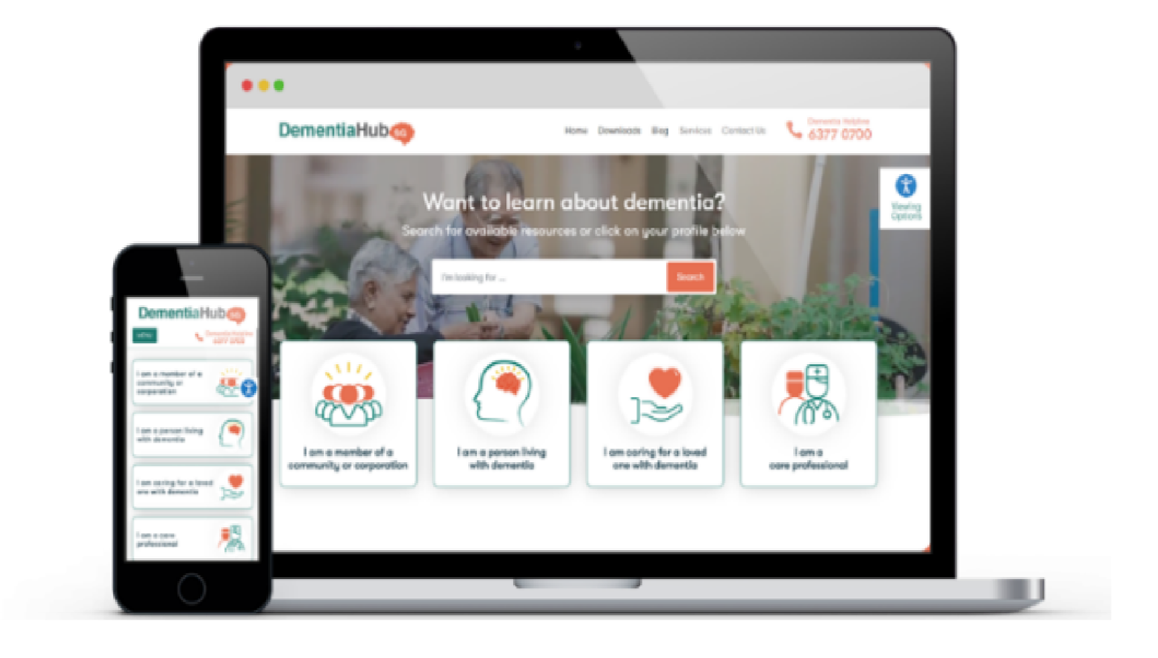 DementiaHub SG
Home Downloads Blog Services Contact Us
Dementia Helpline
6377 0700
Viewing
Options
Want to learn about dementia?
Search for available resources or click on your profile below
I'm looking for ...
Search
I am a member of a
community or corporation
I am a person living
with dementia
I am caring for a loved
one with dementia
I am a
care professional
DementiaHub SG
MENU
Dementia Helpline
6377 0700
I am a member of a
community or
corporation
I am a person living
with dementia
I am caring for a loved
one with dementia
I am a care
professional